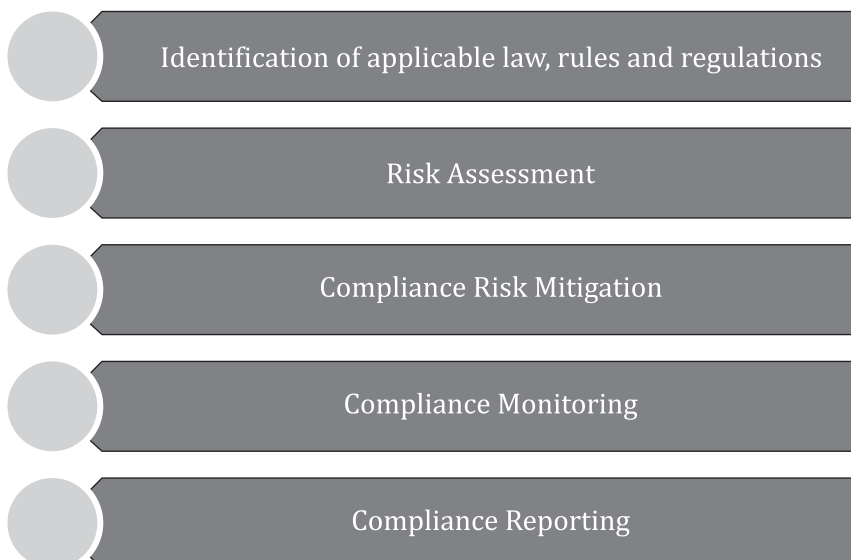 Identification of applicable law, rules and regulations
Risk Assessment
Compliance Risk Mitigation
Compliance Monitoring
Compliance Reporting